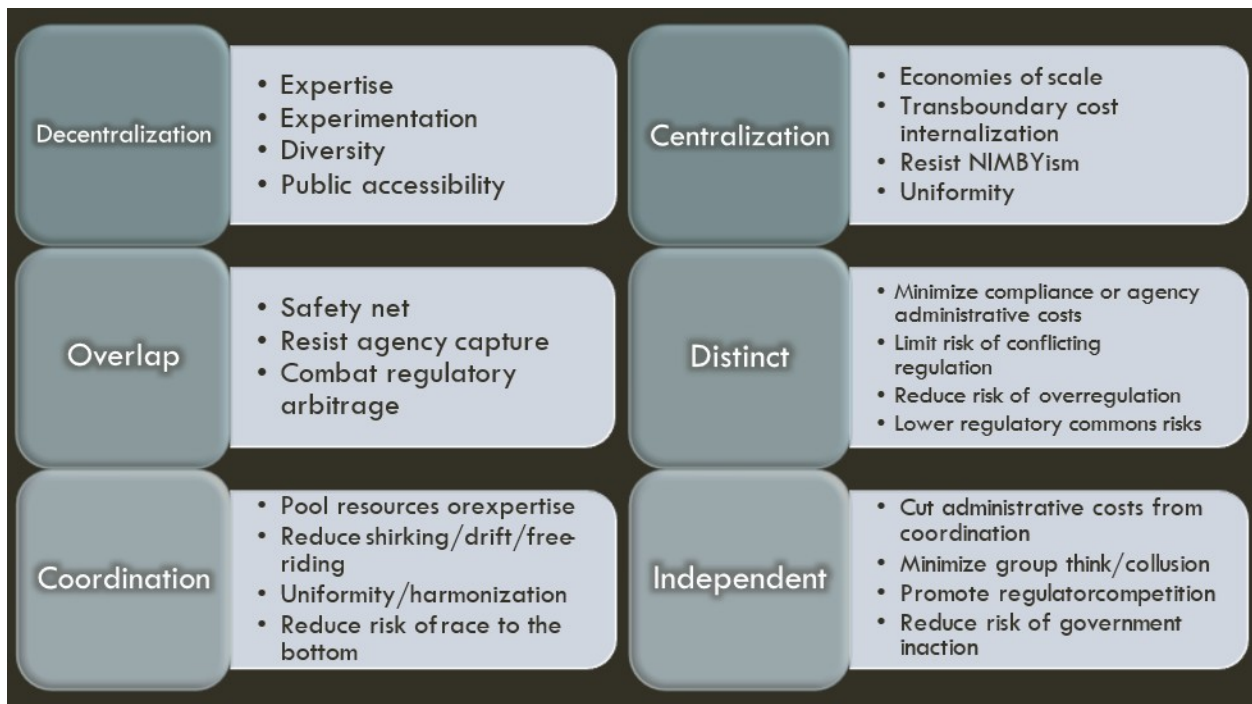 Decentralization
• Expertise
• Experimentation
• Diversity
• Public accessibility
Centralization
• Economies of scale
• Transboundary cost
internalization
• Resist NIMBYism
• Uniformity
Overlap
• Safety net
• Resist agency capture
• Combat regulatory
arbitrage
Distinct
• Minimize compliance or agency
administrative costs
• Limit risk of conflicting
regulation
• Reduce risk of overregulation
• Lower regulatory commons risks
Coordination
• Pool resources orexpertise
• Reduce shirking/drift/free-
riding
• Uniformity/harmonization
• Reduce risk of race to the
bottom
Independent
• Cut administrative costs from
coordination
• Minimize group think/collusion
• Promote regulatorcompetition
• Reduce risk of government
inaction